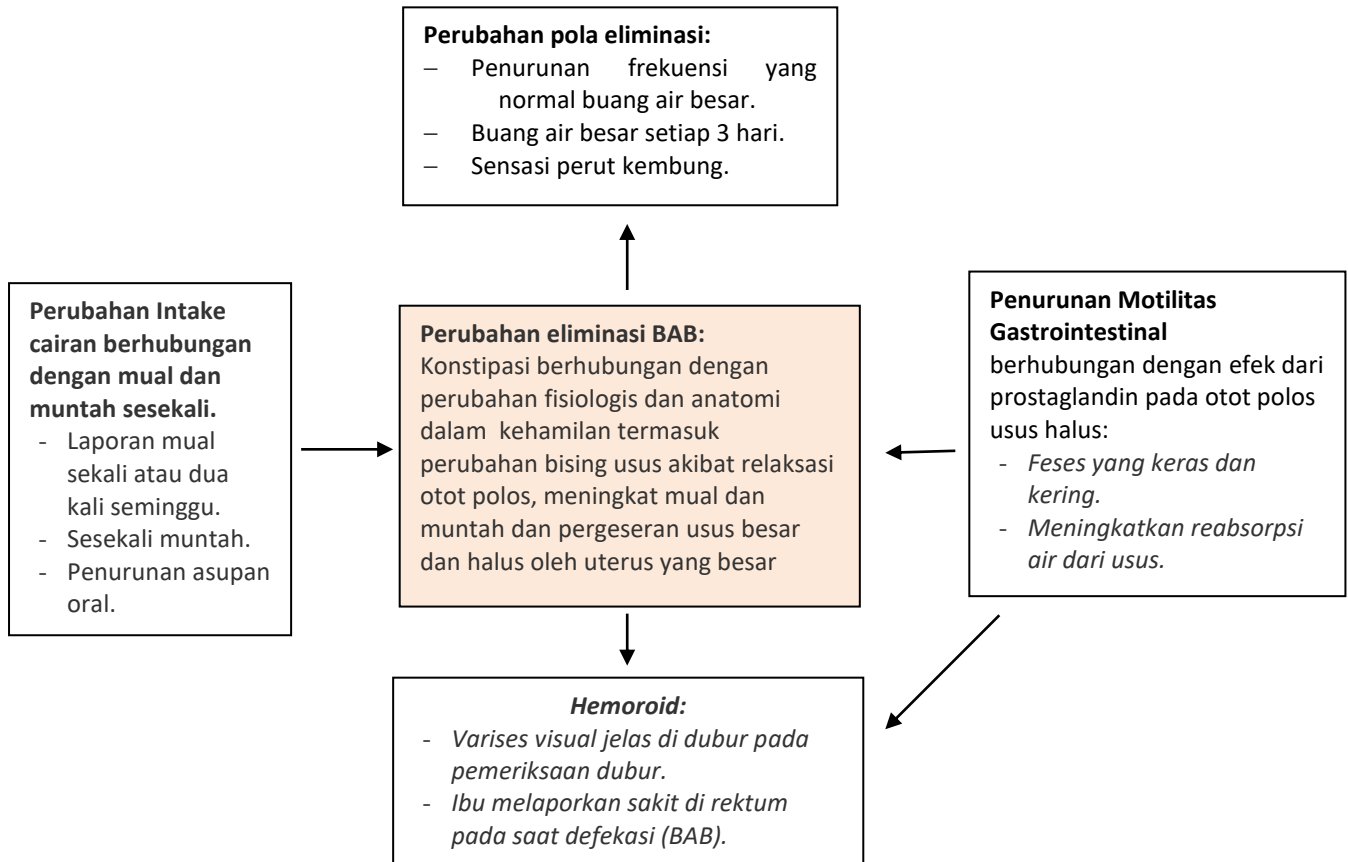 Perubahan pola eliminasi:
– Penurunan frekuensi yang
normal buang air besar.
– Buang air besar setiap 3 hari.
– Sensasi perut kembung.
Perubahan Intake
cairan berhubungan
dengan mual dan
muntah sesekali.
- Laporan mual
sekali atau dua
kali seminggu.
- Sesekali muntah.
- Penurunan asupan
oral.
Perubahan eliminasi BAB:
Konstipasi berhubungan dengan
perubahan fisiologis dan anatomi
dalam kehamilan termasuk
perubahan bising usus akibat relaksasi
otot polos, meningkat mual dan
muntah dan pergeseran usus besar
dan halus oleh uterus yang besar
Penurunan Motilitas
Gastrointestinal
berhubungan dengan efek dari
prostaglandin pada otot polos
usus halus:
- Feses yang keras dan
kering.
- Meningkatkan reabsorpsi
air dari usus.
Hemoroid:
- Varises visual jelas di dubur pada
pemeriksaan dubur.
- Ibu melaporkan sakit di rektum
pada saat defekasi (BAB).